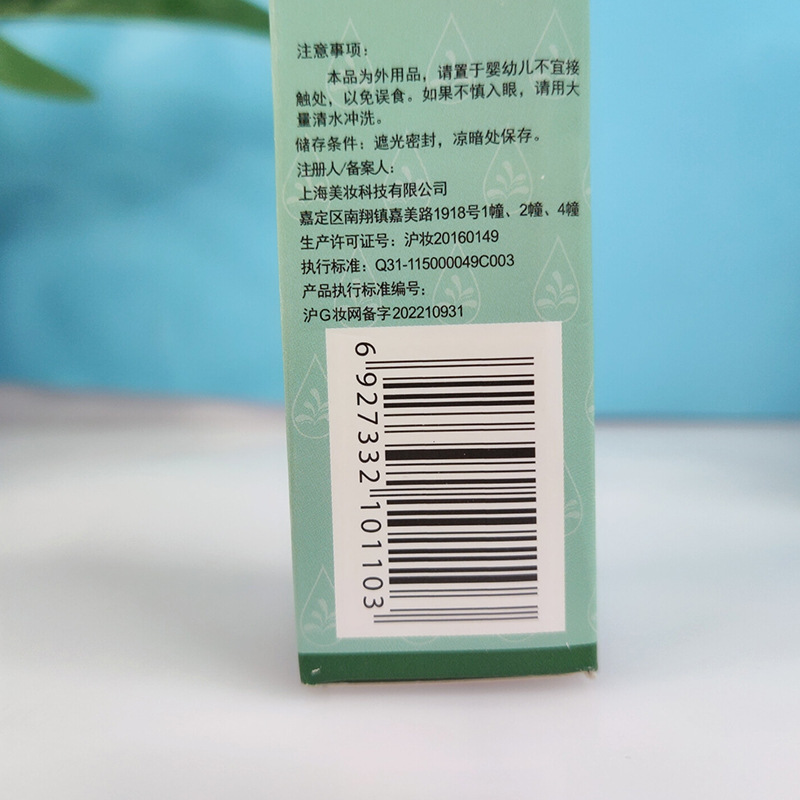 注意事项：
本品为外用品，请置于婴幼儿不宜接
触处，以免误食。如果不慎入眼，请用大
量清水冲洗。
储存条件：遮光密封，凉暗处保存。
注册人/备案人：
上海美妆科技有限公司
嘉定区南翔镇嘉美路1918号1幢、2幢、4幢
生产许可证号：沪妆20160149
执行标准：Q31-115000049C003
产品执行标准编号：
沪G妆网备字202210931
6 927332 101103